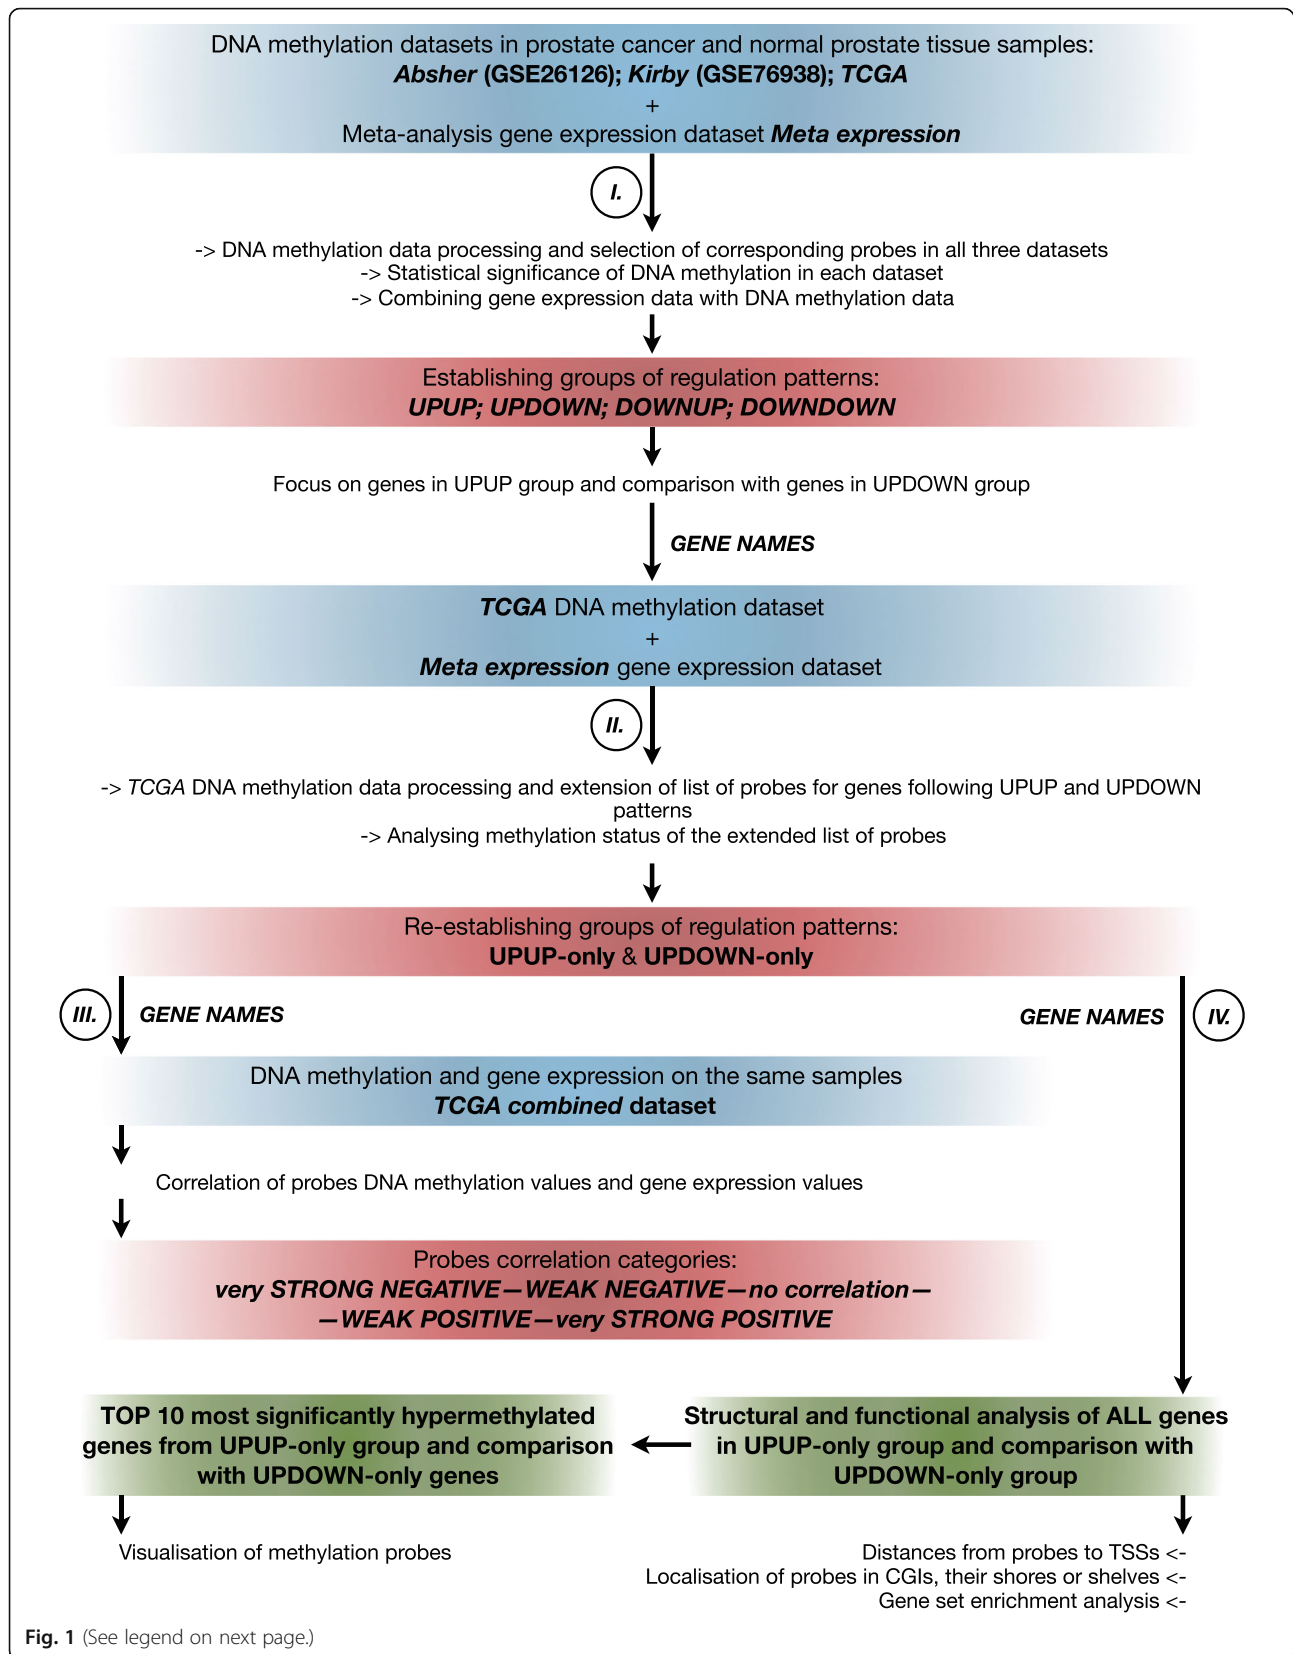 DNA methylation datasets in prostate cancer and normal prostate tissue samples:
Absher (GSE26126); Kirby (GSE76938); TCGA
+
Meta-analysis gene expression dataset Meta expression
I.
-> DNA methylation data processing and selection of corresponding probes in all three datasets
-> Statistical significance of DNA methylation in each dataset
-> Combining gene expression data with DNA methylation data
Establishing groups of regulation patterns:
UPUP; UPDOWN; DOWNUP; DOWNDOWN
Focus on genes in UPUP group and comparison with genes in UPDOWN group
GENE NAMES
TCGA DNA methylation dataset
+
Meta expression gene expression dataset
II.
-> TCGA DNA methylation data processing and extension of list of probes for genes following UPUP and UPDOWN
patterns
-> Analysing methylation status of the extended list of probes
Re-establishing groups of regulation patterns:
UPUP-only & UPDOWN-only
III.
GENE NAMES
GENE NAMES
IV.
DNA methylation and gene expression on the same samples
TCGA combined dataset
Correlation of probes DNA methylation values and gene expression values
Probes correlation categories:
very STRONG NEGATIVE—WEAK NEGATIVE—no correlation—
—WEAK POSITIVE—very STRONG POSITIVE
TOP 10 most significantly hypermethylated
genes from UPUP-only group and comparison
with UPDOWN-only genes
Structural and functional analysis of ALL genes
in UPUP-only group and comparison with
UPDOWN-only group
Visualisation of methylation probes
Distances from probes to TSSs <-
Localisation of probes in CGIs, their shores or shelves <-
Gene set enrichment analysis <-
Fig. 1 (See legend on next page.)